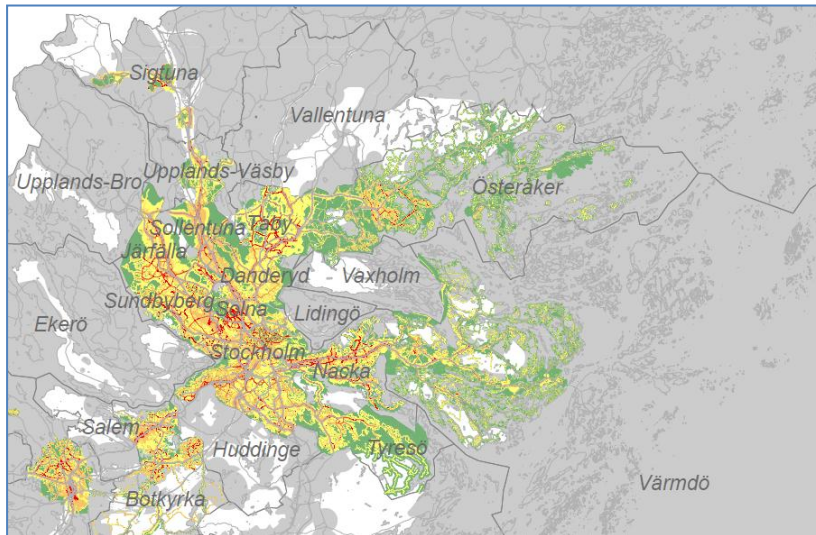 Sigtuna
Vallentuna
Upplands-Väsby
Upplands-Bro
Österåker
Sollentuna
Täby
Järfälla
Danderyd
Vaxholm
Sundbyberg
Solna
Lidingö
Ekerö
Stockholm
Nacka
Salem
Huddinge
Tyresö
Värmdö
Botkyrka